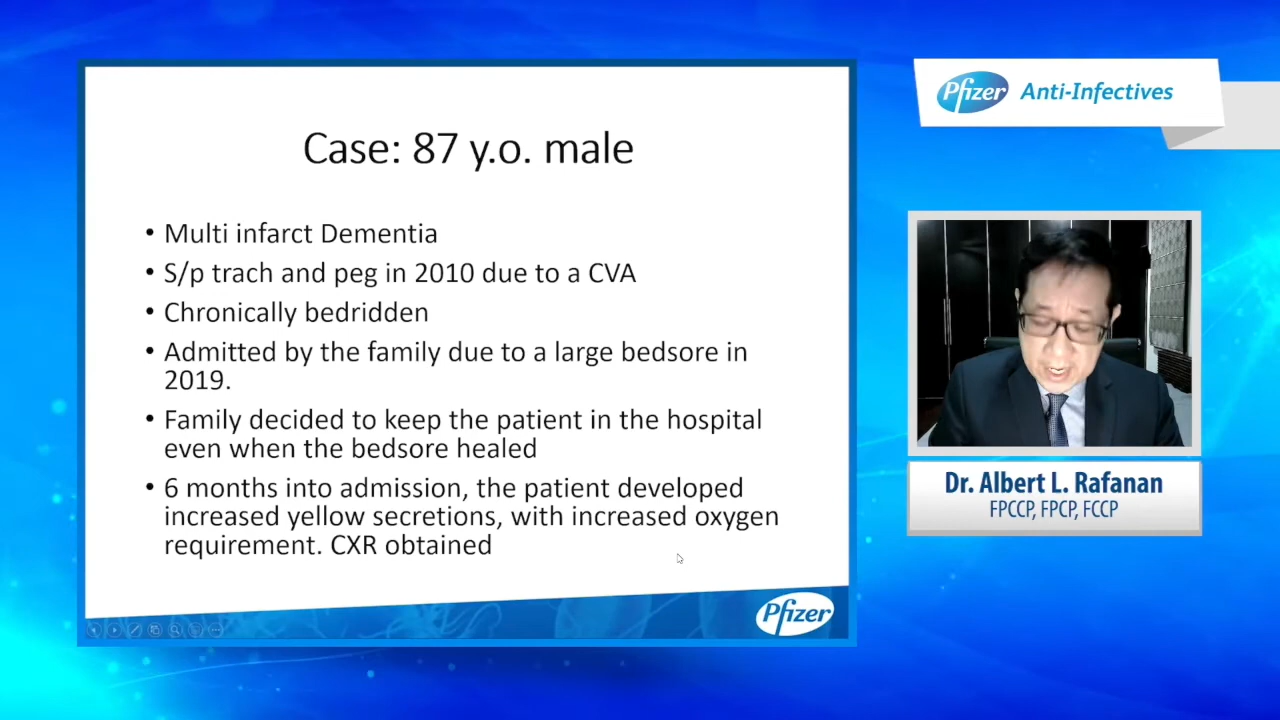 Case: 87 y.o. male
• Multi infarct Dementia
• S/p trach and peg in 2010 due to a CVA
• Chronically bedridden
• Admitted by the family due to a large bedsore in
2019.
• Family decided to keep the patient in the hospital
even when the bedsore healed
• 6 months into admission, the patient developed
increased yellow secretions, with increased oxygen
requirement. CXR obtained
Pfizer
Pfizer Anti-Infectives
Dr. Albert L. Rafanan
FPCCP, FPCP, FCCP